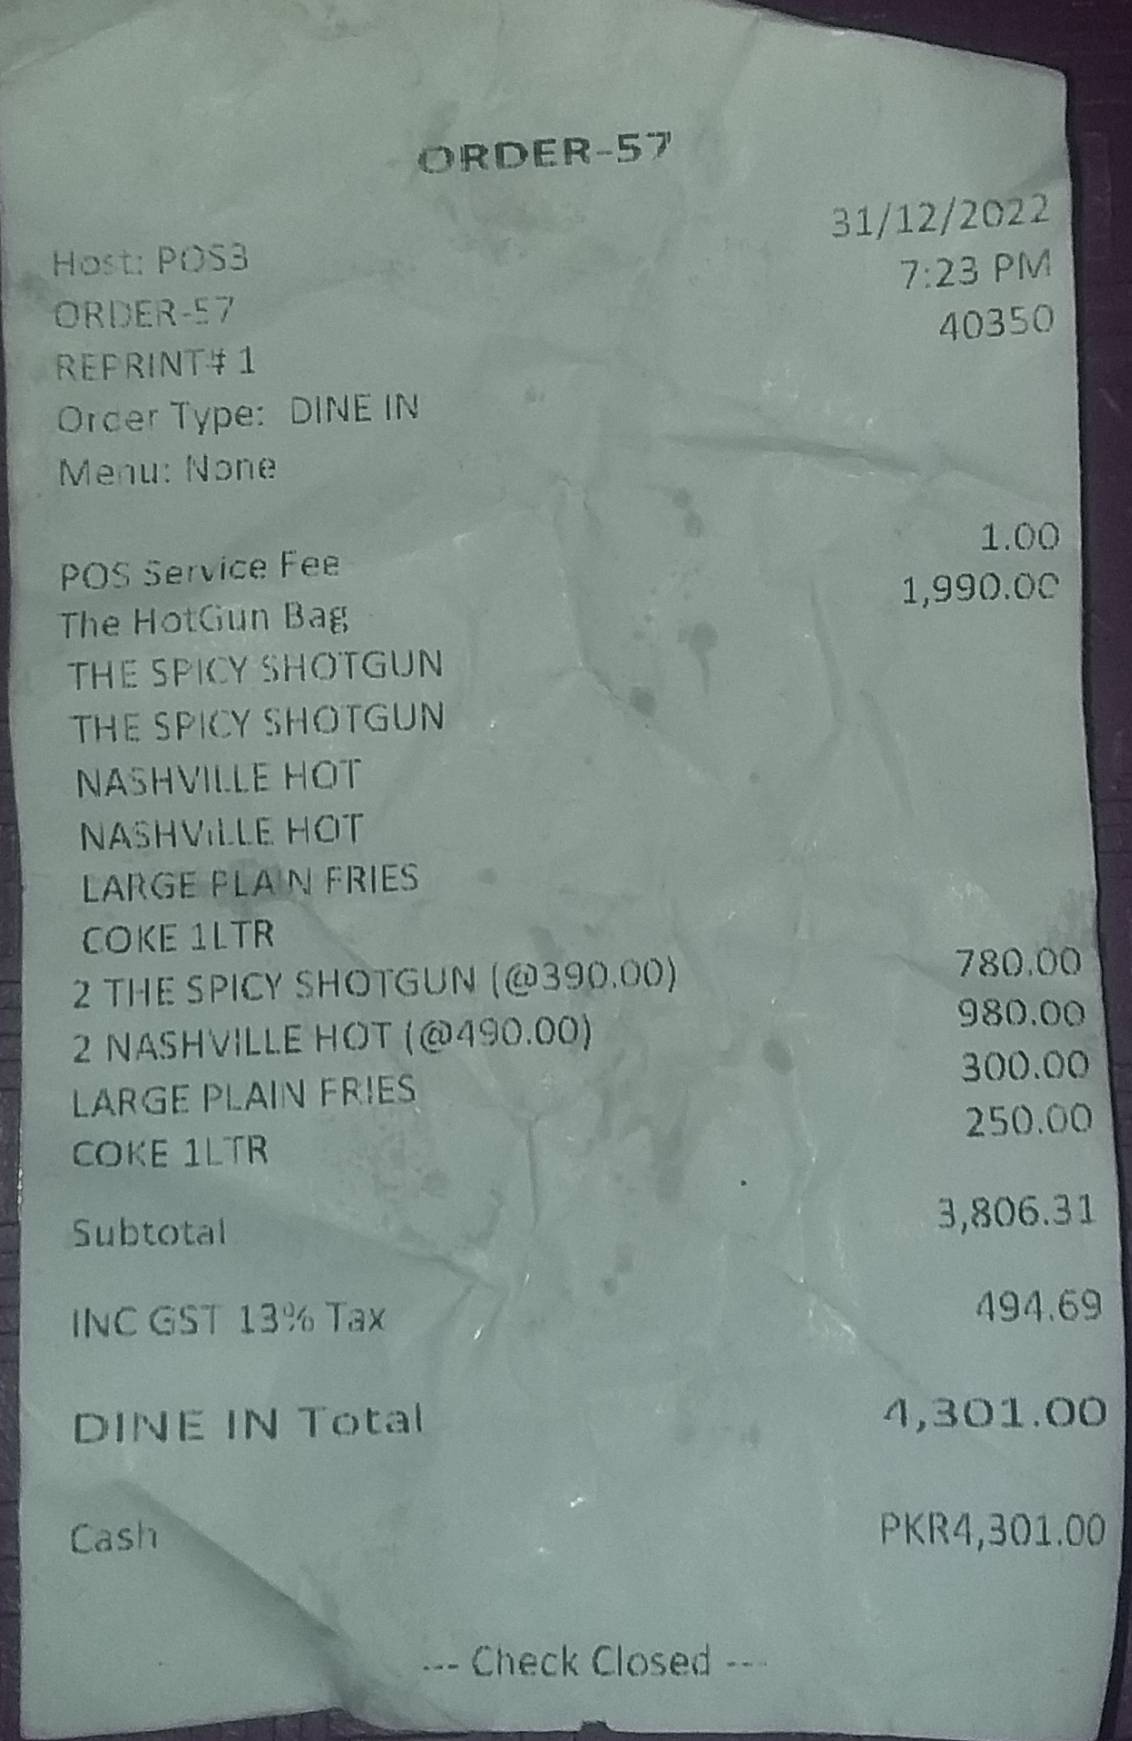 ORDER-57
31/12/2022
Host: POS3 7:23 PM
ORDER-57 40350
REPRINT# 1
Order Type: DINE IN
Menu: None
POS Service Fee 1.00
The HotGun Bag 1,990.00
THE SPICY SHOTGUN
THE SPICY SHOTGUN
NASHVILLE HOT
NASHVILLE HOT
LARGE PLAIN FRIES
COKE 1LTR
2 THE SPICY SHOTGUN (@390.00) 780.00
2 NASHVILLE HOT (@490.00) 980.00
LARGE PLAIN FRIES 300.00
COKE 1LTR 250.00
Subtotal 3,806.31
INC GST 13% Tax 494.69
DINE IN Total 4,301.00
Cash PKR4,301.00
--- Check Closed ---